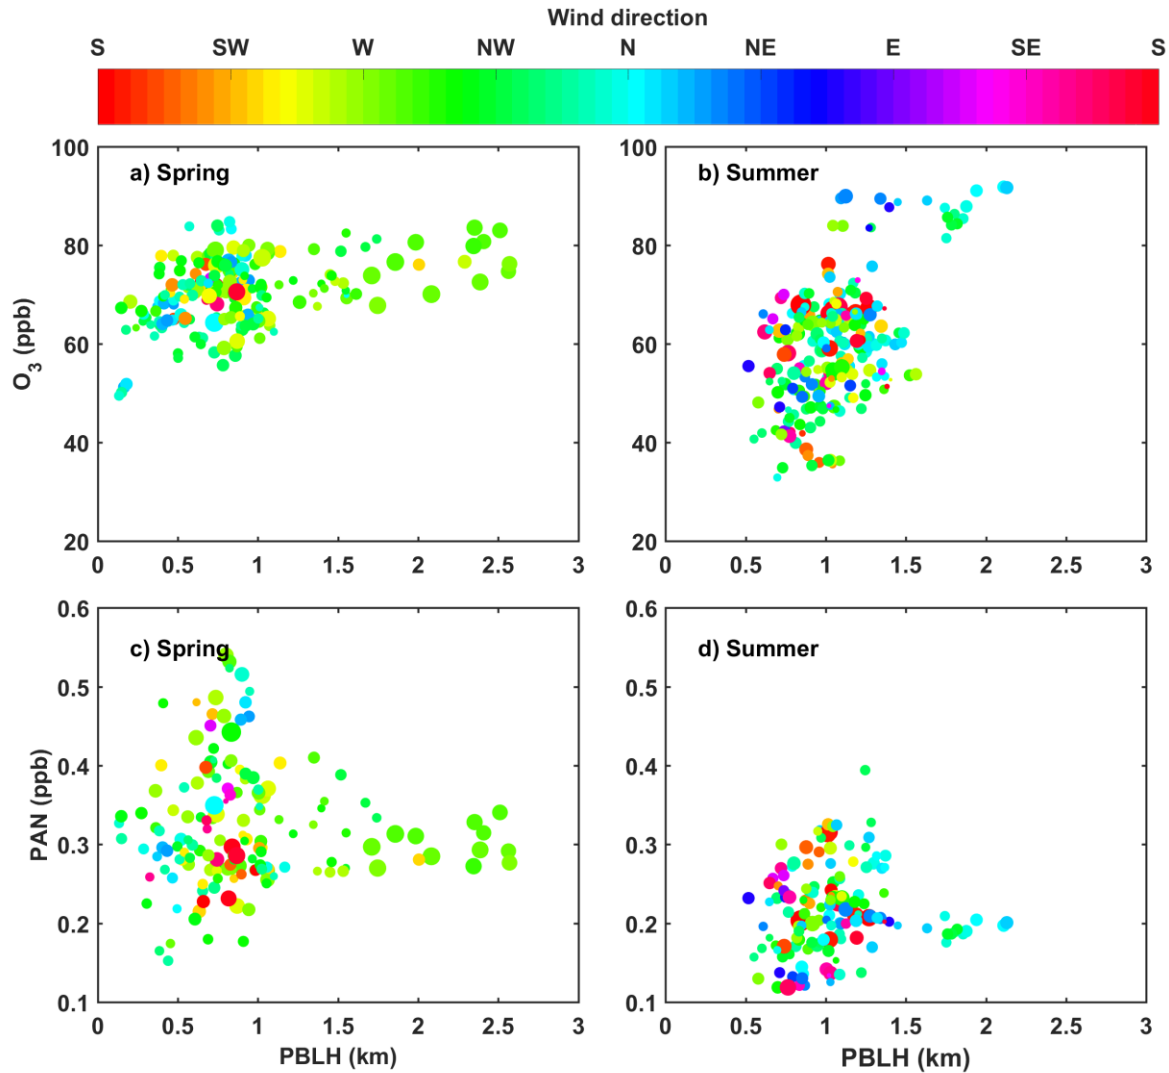 Wind direction
S SW W NW N NE E SE S
a) Spring
b) Summer
O3 (ppb)
100
80
60
40
20
0 0.5 1 1.5 2 2.5 3
100
80
60
40
20
0 0.5 1 1.5 2 2.5 3
c) Spring
d) Summer
PAN (ppb)
0.6
0.5
0.4
0.3
0.2
0.1
0 0.5 1 1.5 2 2.5 3
PBLH (km)
0.6
0.5
0.4
0.3
0.2
0.1
0 0.5 1 1.5 2 2.5 3
PBLH (km)